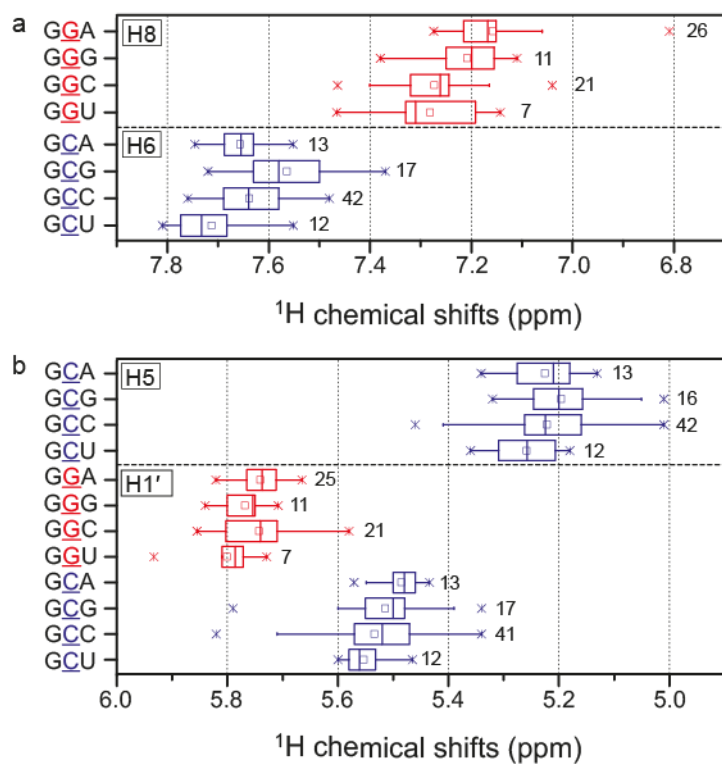 a
H8
GGA 26
GGG 11
GGC 21
GGU 7
H6
GCA 13
GCG 17
GCC 42
GCU 12
7.8 7.6 7.4 7.2 7.0 6.8
¹H chemical shifts (ppm)
b
H5
GCA 13
GCG 16
GCC 42
GCU 12
H1′
GGA 25
GGG 11
GGC 21
GGU 7
GCA 13
GCG 17
GCC 41
GCU 12
6.0 5.8 5.6 5.4 5.2 5.0
¹H chemical shifts (ppm)